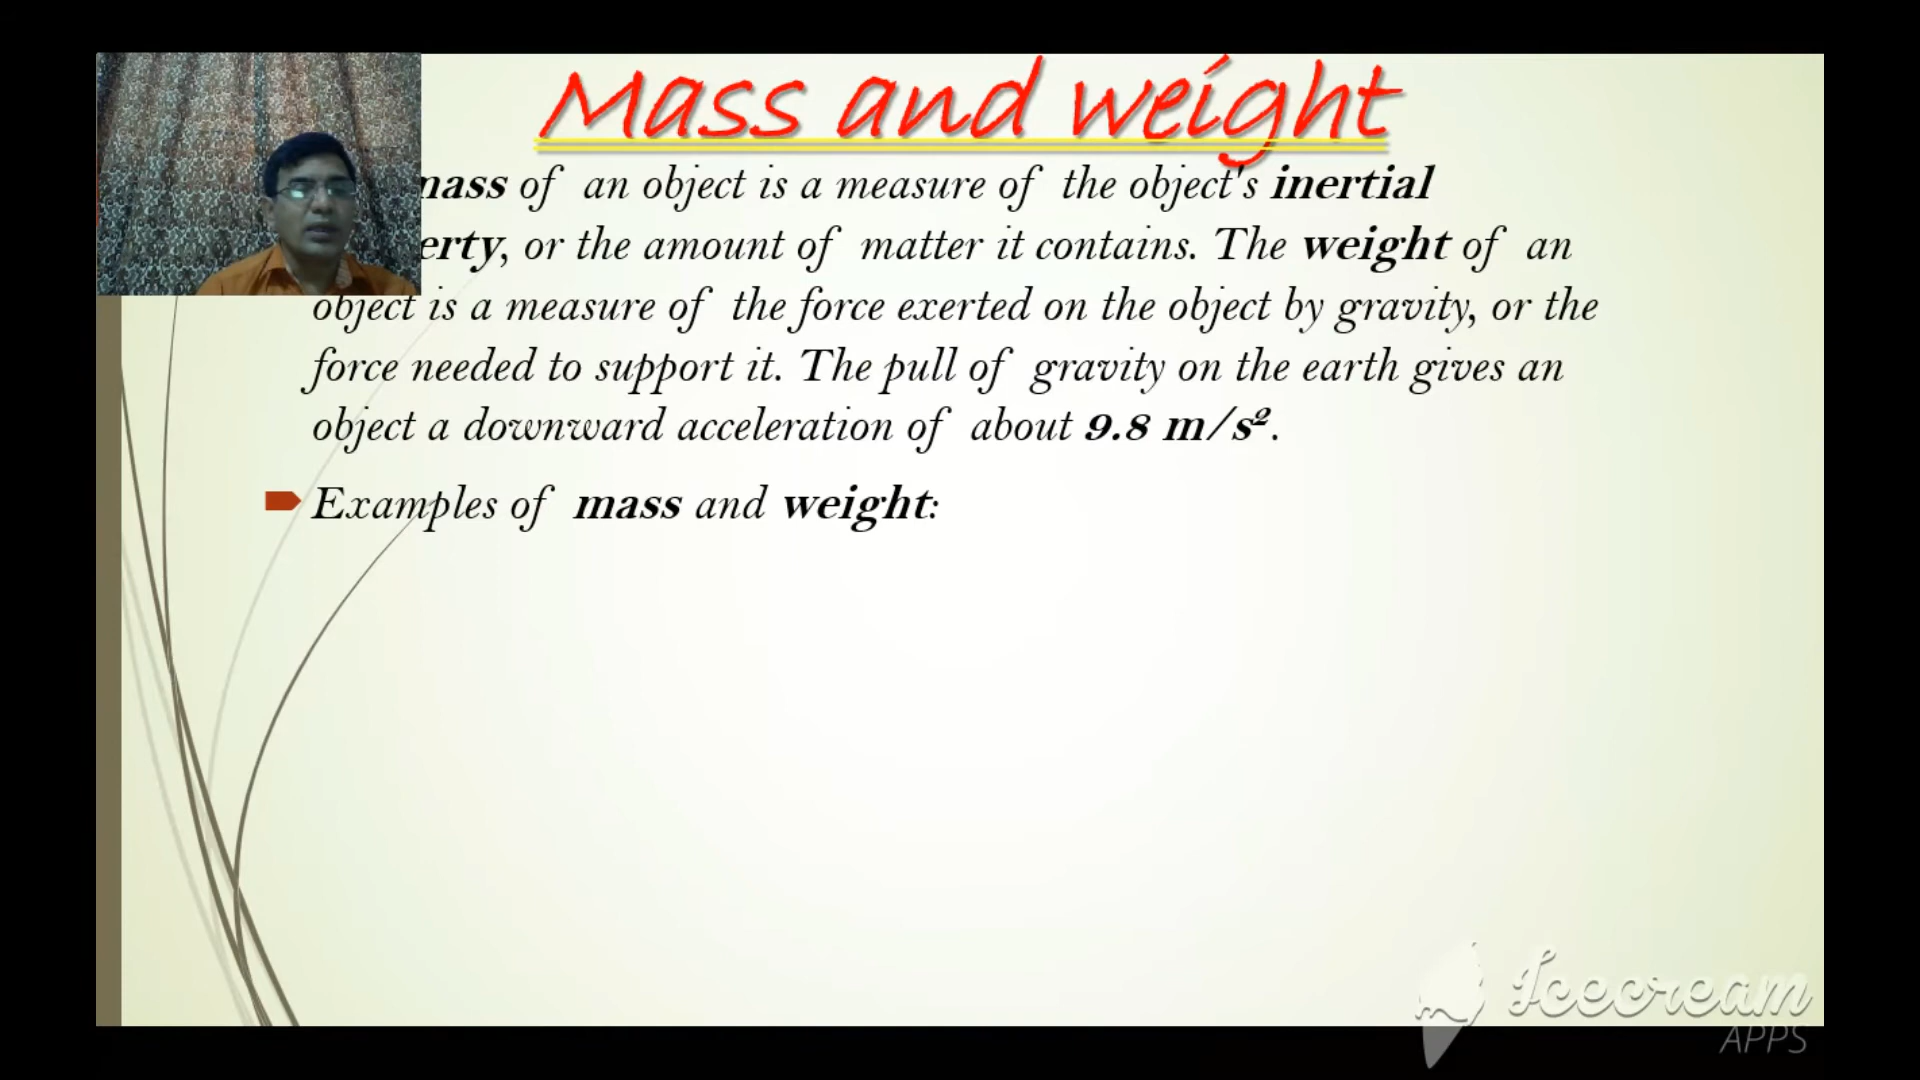 Mass and weight
mass of an object is a measure of the object's inertial
erty, or the amount of matter it contains. The weight of an
object is a measure of the force exerted on the object by gravity, or the
force needed to support it. The pull of gravity on the earth gives an
object a downward acceleration of about 9.8 m/s².
Examples of mass and weight:
Icecream
APPS